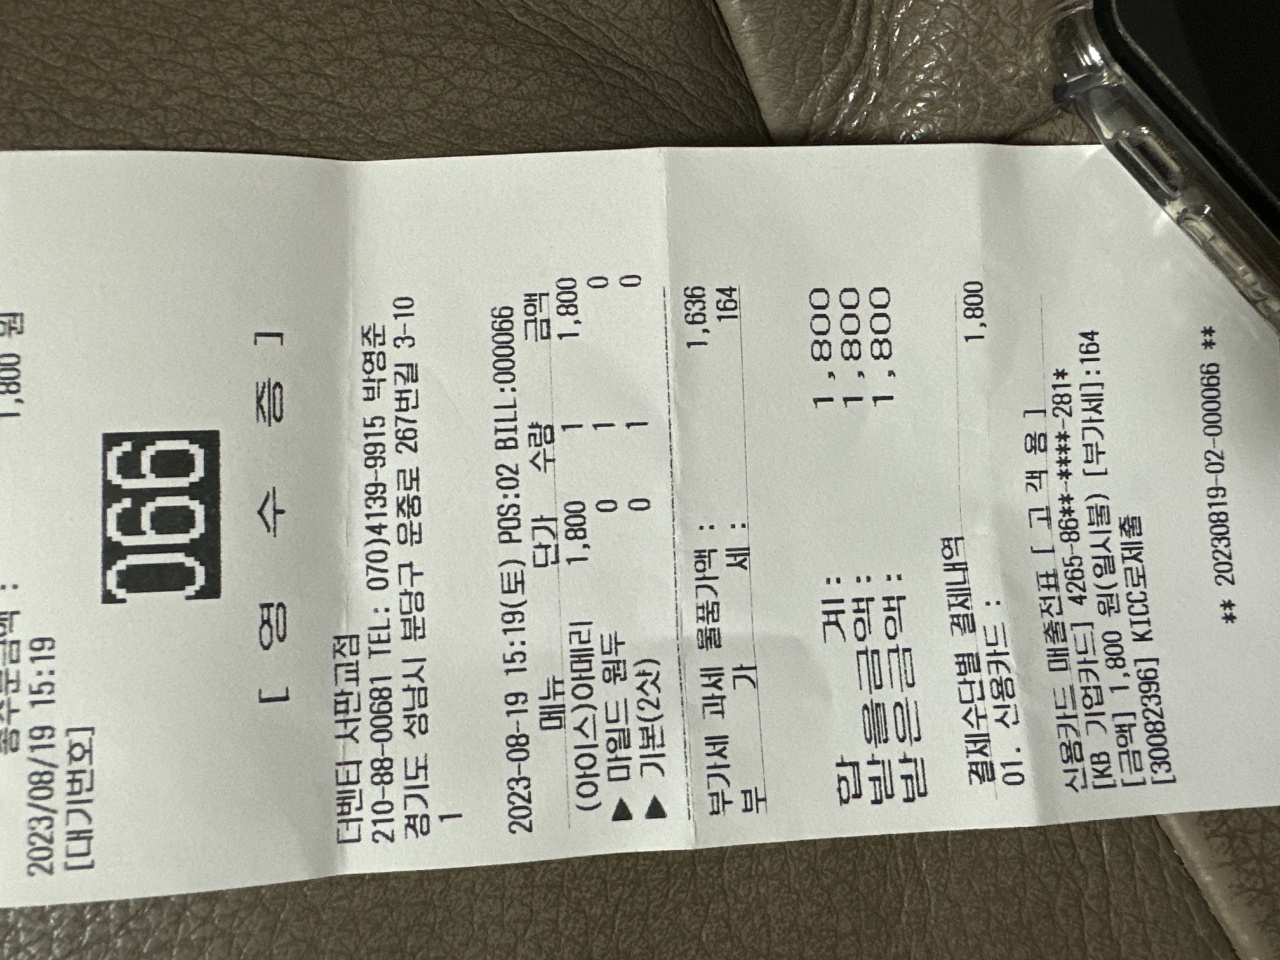 총주문금액 : 1,800 원
2023/08/19 15:19
[대기번호]
066
[ 영 수 증 ]
더벤티 서판교점
210-88-00681 TEL: 070)4139-9915 박영준
경기도 성남시 분당구 운중로 267번길 3-10
1
2023-08-19 15:19(토) POS:02 BILL:000066
메뉴 단가 수량 금액
(아이스)아메리 1,800 1 1,800
▶ 마일드 원두 0 1 0
▶ 기본(2샷) 0 1 0
부가세 과세 물품가액 : 1,636
부 가 세 : 164
합 계 : 1,800
받을금액 : 1,800
받은금액 : 1,800
결제수단별 결제내역
01. 신용카드 : 1,800
신용카드 매출전표 [ 고 객 용 ]
[KB 기업카드] 4265-86**-****-281*
[금액] 1,800 원(일시불) [부가세]:164
[30082396] KICC로제출
** 20230819-02-000066 **